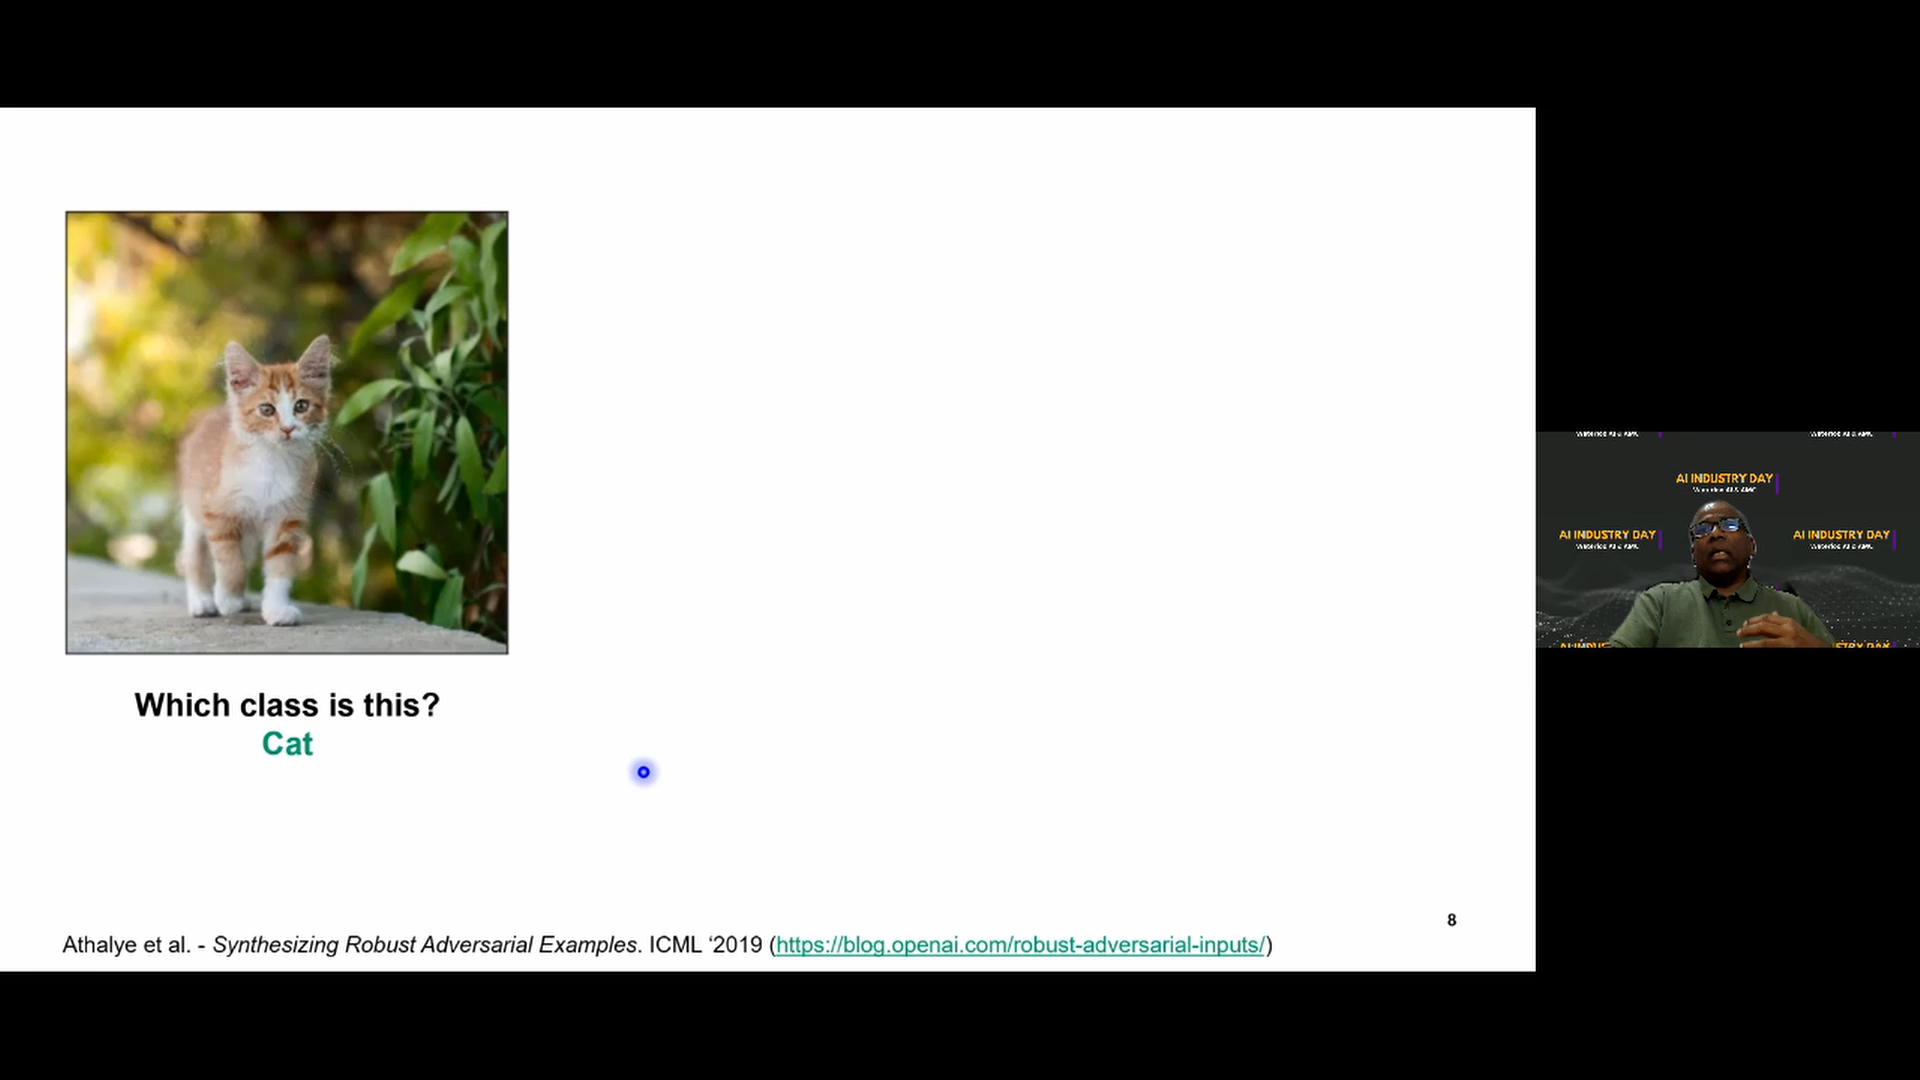 Which class is this?
Cat
8
Athalye et al. - Synthesizing Robust Adversarial Examples. ICML ‘2019 (https://blog.openai.com/robust-adversarial-inputs/)
AI INDUSTRY DAY
AI INDUSTRY DAY
AI INDUSTRY DAY